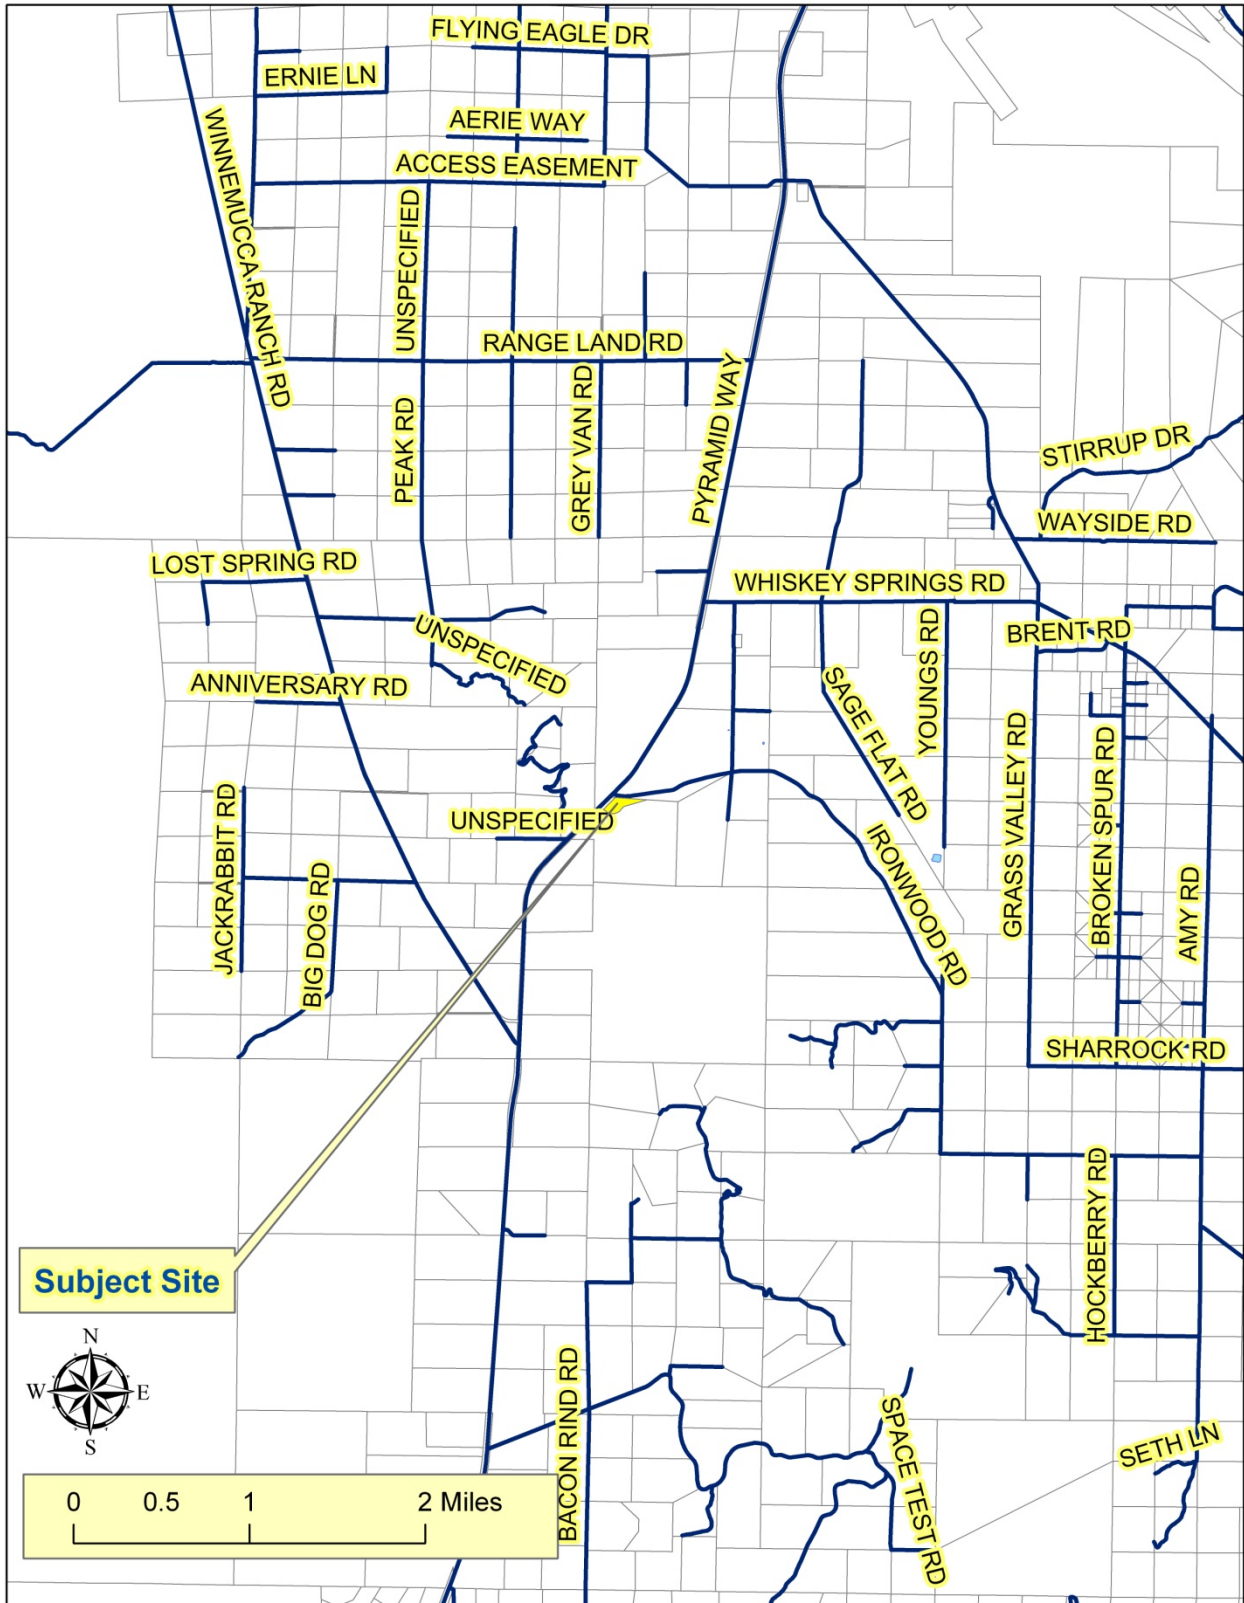 FLYING EAGLE DR
ERNIE LN
AERIE WAY
ACCESS EASEMENT
WINNEMUCCA RANCH RD
UNSPECIFIED
RANGE LAND RD
PEAK RD
GREY VAN RD
PYRAMID WAY
STIRRUP DR
WAYSIDE RD
LOST SPRING RD
WHISKEY SPRINGS RD
UNSPECIFIED
YOUNGS RD
BRENT RD
ANNIVERSARY RD
SAGE FLAT RD
GRASS VALLEY RD
BROKEN SPUR RD
JACKRABBIT RD
UNSPECIFIED
IRONWOOD RD
BIG DOG RD
AMY RD
SHARROCK RD
HOCKBERRY RD
Subject Site
N
W
E
S
BACON RIND RD
SPACE TEST RD
SETH LN
0 0.5 1 2 Miles